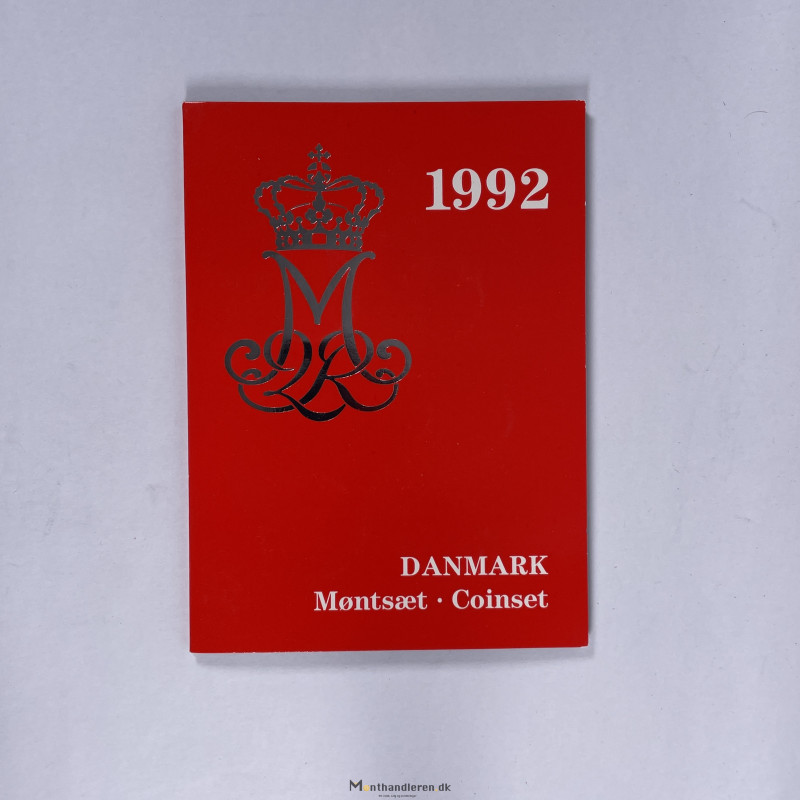 1992
M
R
DANMARK
Møntsæt · Coinset
Mønthandleren dk